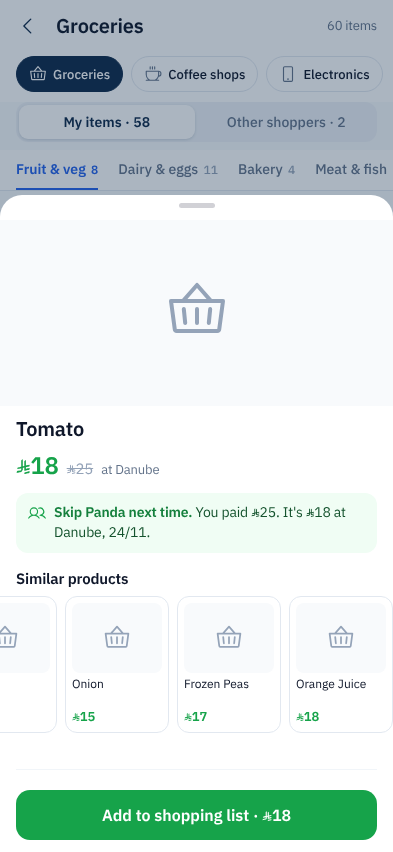 Groceries
60 items
Groceries
Coffee shops
Electronics
My items · 58
Other shoppers · 2
Fruit & veg 8
Dairy & eggs 11
Bakery 4
Meat & fish
Tomato
⃁18 ⃁25 at Danube
Skip Panda next time. You paid ⃁25. It's ⃁18 at
Danube, 24/11.
Similar products
Onion
Frozen Peas
Orange Juice
⃁15
⃁17
⃁18
Add to shopping list · ⃁18